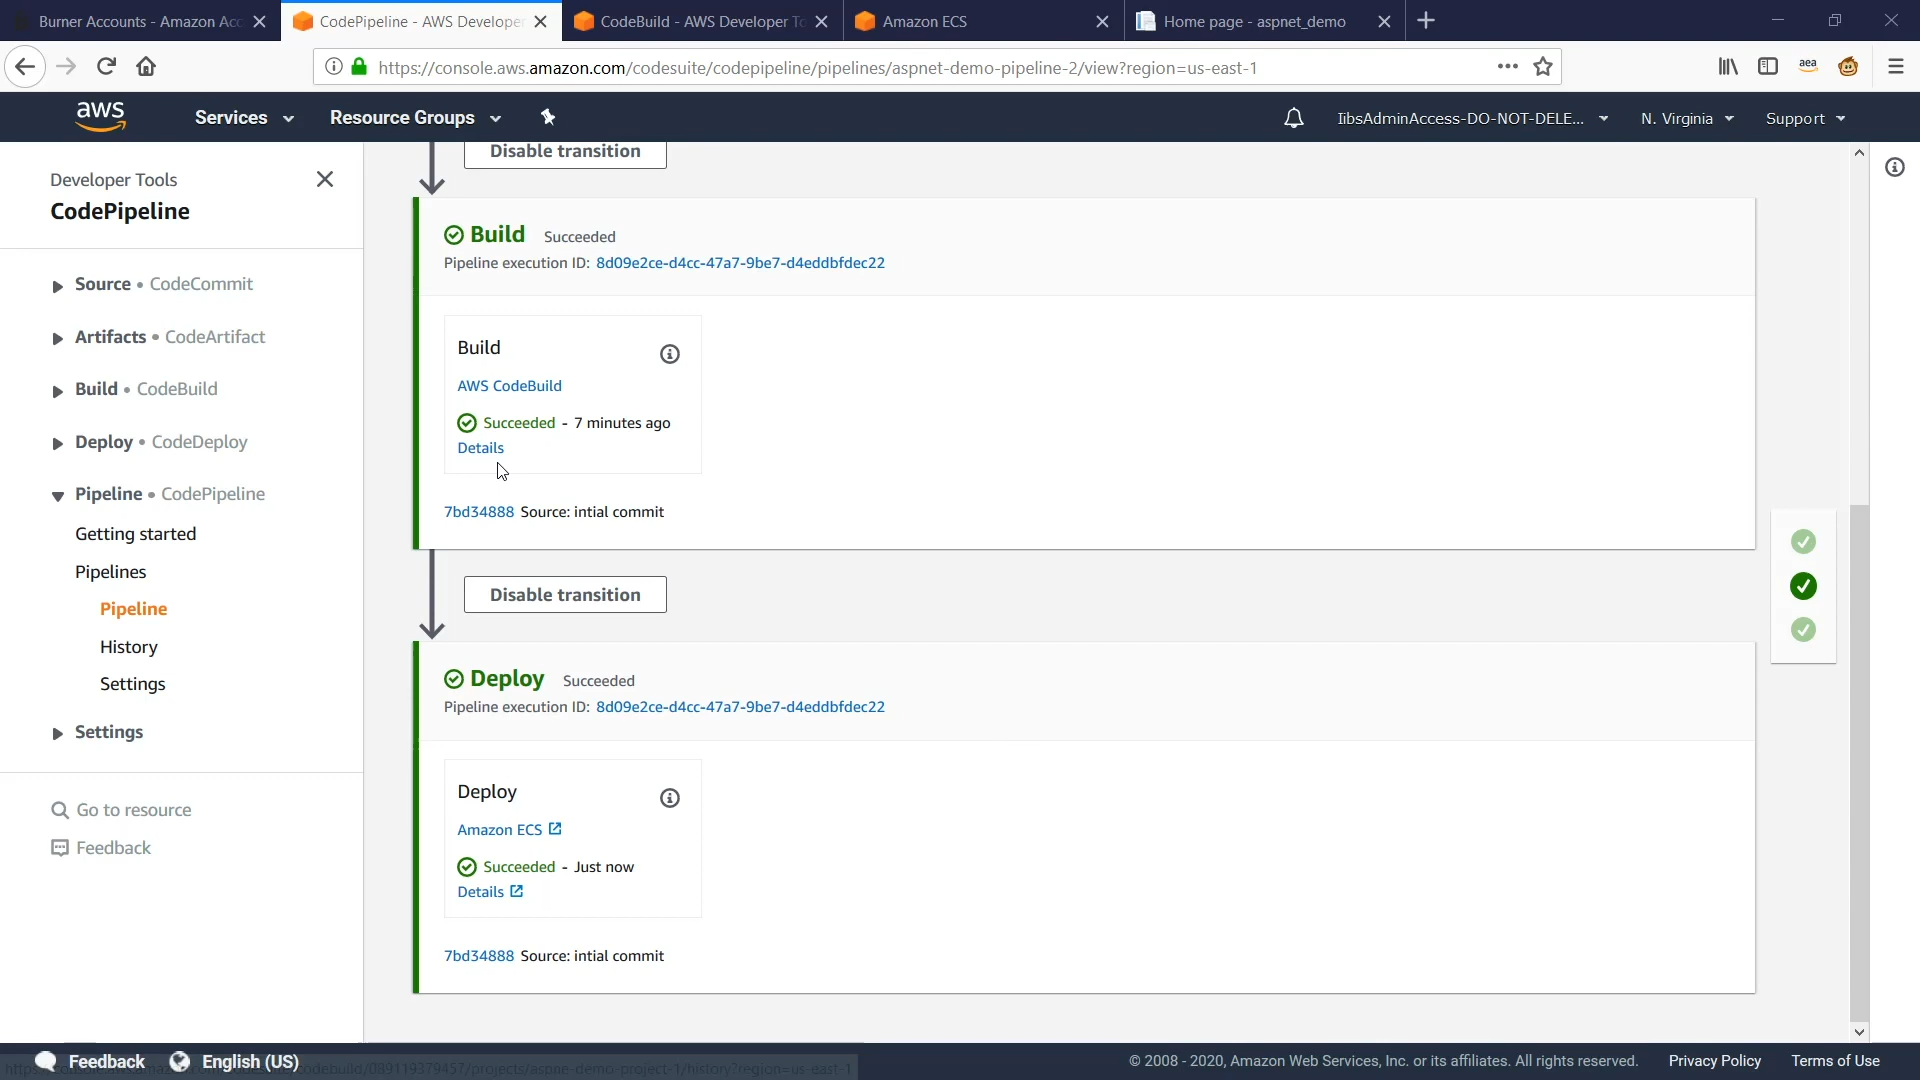 Burner Accounts - Amazon Acc
CodePipeline - AWS Developer
CodeBuild - AWS Developer To
Amazon ECS
Home page - aspnet_demo
https://console.aws.amazon.com/codesuite/codepipeline/pipelines/aspnet-demo-pipeline-2/view?region=us-east-1
aea
aws
Services
Resource Groups
IibsAdminAccess-DO-NOT-DELE...
N. Virginia
Support
Developer Tools
CodePipeline
Source • CodeCommit
Artifacts • CodeArtifact
Build • CodeBuild
Deploy • CodeDeploy
Pipeline • CodePipeline
Getting started
Pipelines
Pipeline
History
Settings
Settings
Go to resource
Feedback
Disable transition
Build Succeeded
Pipeline execution ID: 8d09e2ce-d4cc-47a7-9be7-d4eddbfdec22
Build
AWS CodeBuild
Succeeded - 7 minutes ago
Details
7bd34888 Source: intial commit
Disable transition
Deploy Succeeded
Pipeline execution ID: 8d09e2ce-d4cc-47a7-9be7-d4eddbfdec22
Deploy
Amazon ECS
Succeeded - Just now
Details
7bd34888 Source: intial commit
Feedback
English (US)
© 2008 - 2020, Amazon Web Services, Inc. or its affiliates. All rights reserved.
Privacy Policy
Terms of Use